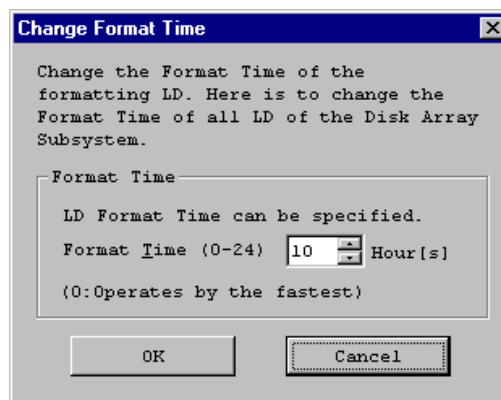 Change Format Time
Change the Format Time of the
formatting LD. Here is to change the
Format Time of all LD of the Disk Array
Subsystem.
Format Time
LD Format Time can be specified.
Format Time (0-24) 10 Hour[s]
(0:Operates by the fastest)
OK Cancel